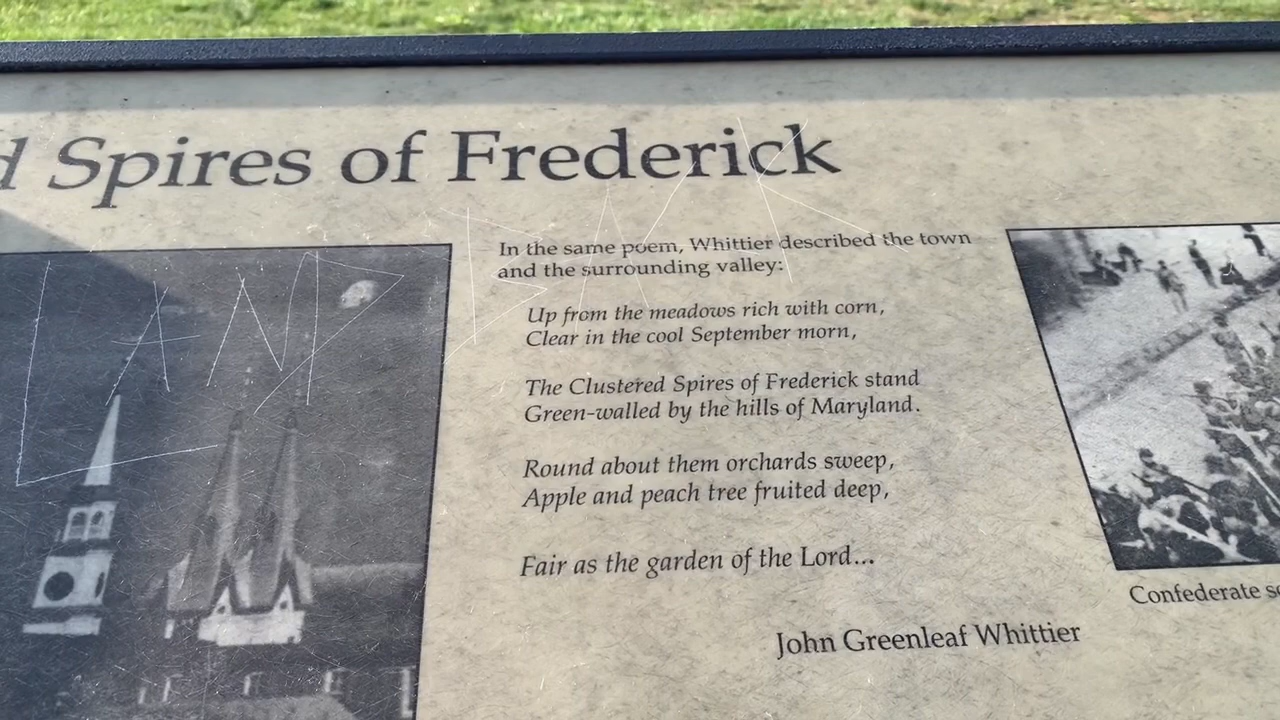 Spires of Frederick
In the same poem, Whittier described the town
and the surrounding valley:
Up from the meadows rich with corn,
Clear in the cool September morn,
The Clustered Spires of Frederick stand
Green-walled by the hills of Maryland.
Round about them orchards sweep,
Apple and peach tree fruited deep,
Fair as the garden of the Lord...
John Greenleaf Whittier
Confederate